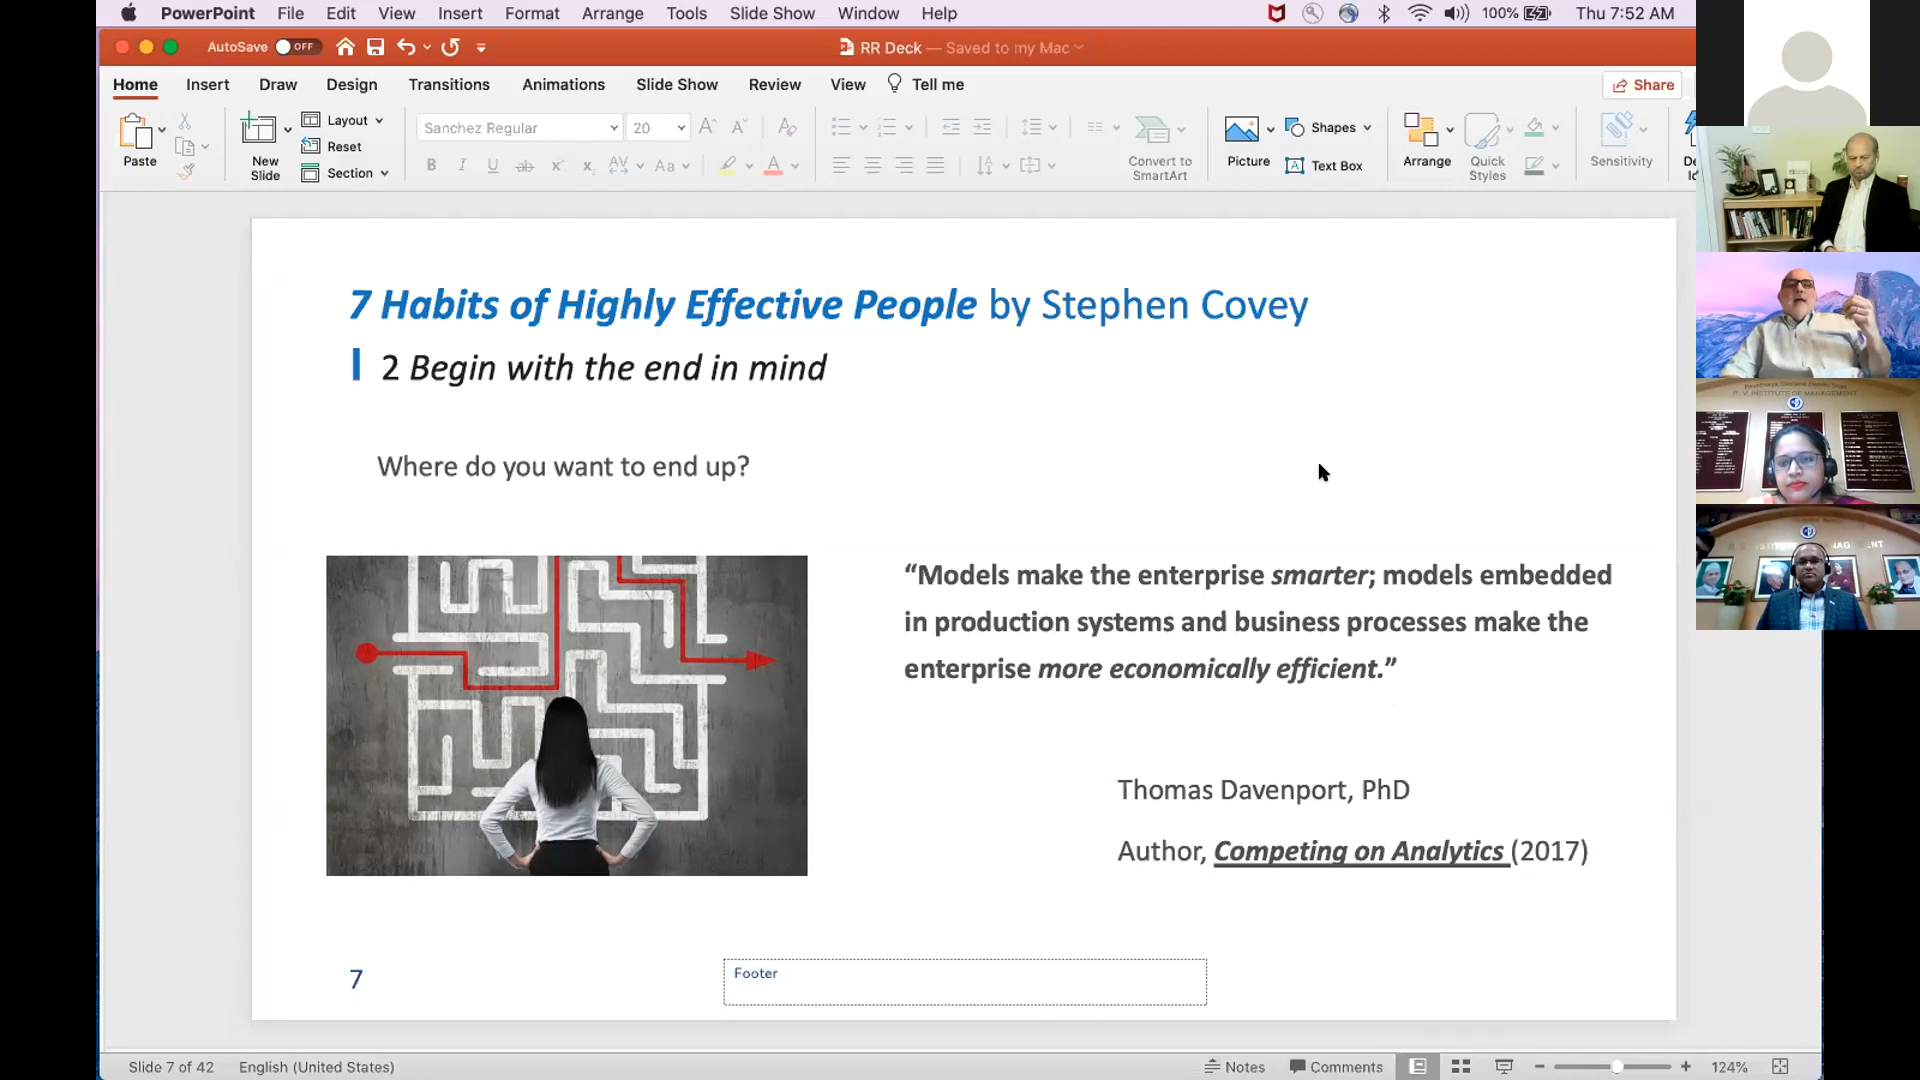 PowerPoint File Edit View Insert Format Arrange Tools Slide Show Window Help 100% Thu 7:52 AM
AutoSave OFF RR Deck — Saved to my Mac
Home Insert Draw Design Transitions Animations Slide Show Review View Tell me Share
Paste New Slide Layout Reset Section Sanchez Regular 20 Convert to SmartArt Picture Shapes Text Box Arrange Quick Styles Sensitivity
7 Habits of Highly Effective People by Stephen Covey
2 Begin with the end in mind
Where do you want to end up?
“Models make the enterprise smarter; models embedded
in production systems and business processes make the
enterprise more economically efficient.”
Thomas Davenport, PhD
Author, Competing on Analytics (2017)
7
Footer
R. V. INSTITUTE OF MANAGEMENT
Slide 7 of 42 English (United States) Notes Comments 124%